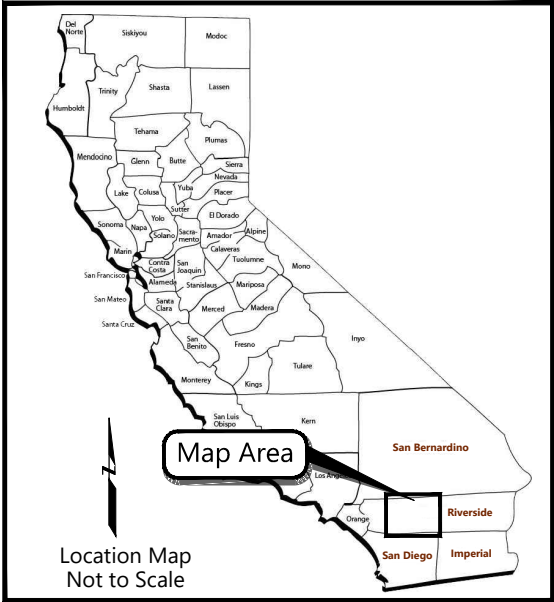 Del
Norte
Siskiyou
Modoc
Trinity
Shasta
Lassen
Humboldt
Tehama
Plumas
Mendocino
Glenn
Butte
Sierra
Nevada
Lake
Colusa
Yuba
Placer
Sutter
Sonoma
Napa
Yolo
El Dorado
Solano
Sacra-
mento
Amador
Alpine
Marin
Calaveras
Contra
Costa
San
Joaquin
Tuolumne
Mono
San Francisco
Alameda
Stanislaus
Mariposa
San Mateo
Santa
Clara
Merced
Madera
Santa Cruz
San
Benito
Fresno
Inyo
Tulare
Monterey
Kings
San Luis
Obispo
Kern
Map Area
San Bernardino
Los Ange
Orange
Riverside
San Diego
Imperial
Location Map
Not to Scale